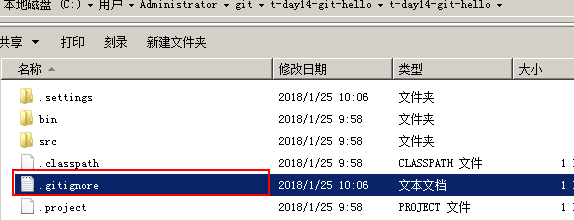 本地磁盘 (C:) ▸ 用户 ▸ Administrator ▸ git ▸ t-day14-git-hello ▸ t-day14-git-hello ▸
共享 ▼ 打印 刻录 新建文件夹
名称 修改日期 类型 大小
.settings 2018/1/25 10:06 文件夹
bin 2018/1/25 9:58 文件夹
src 2018/1/25 9:58 文件夹
.classpath 2018/1/25 9:58 CLASSPATH 文件 1
.gitignore 2018/1/25 10:06 文本文档 1
.project 2018/1/25 9:58 PROJECT 文件 1